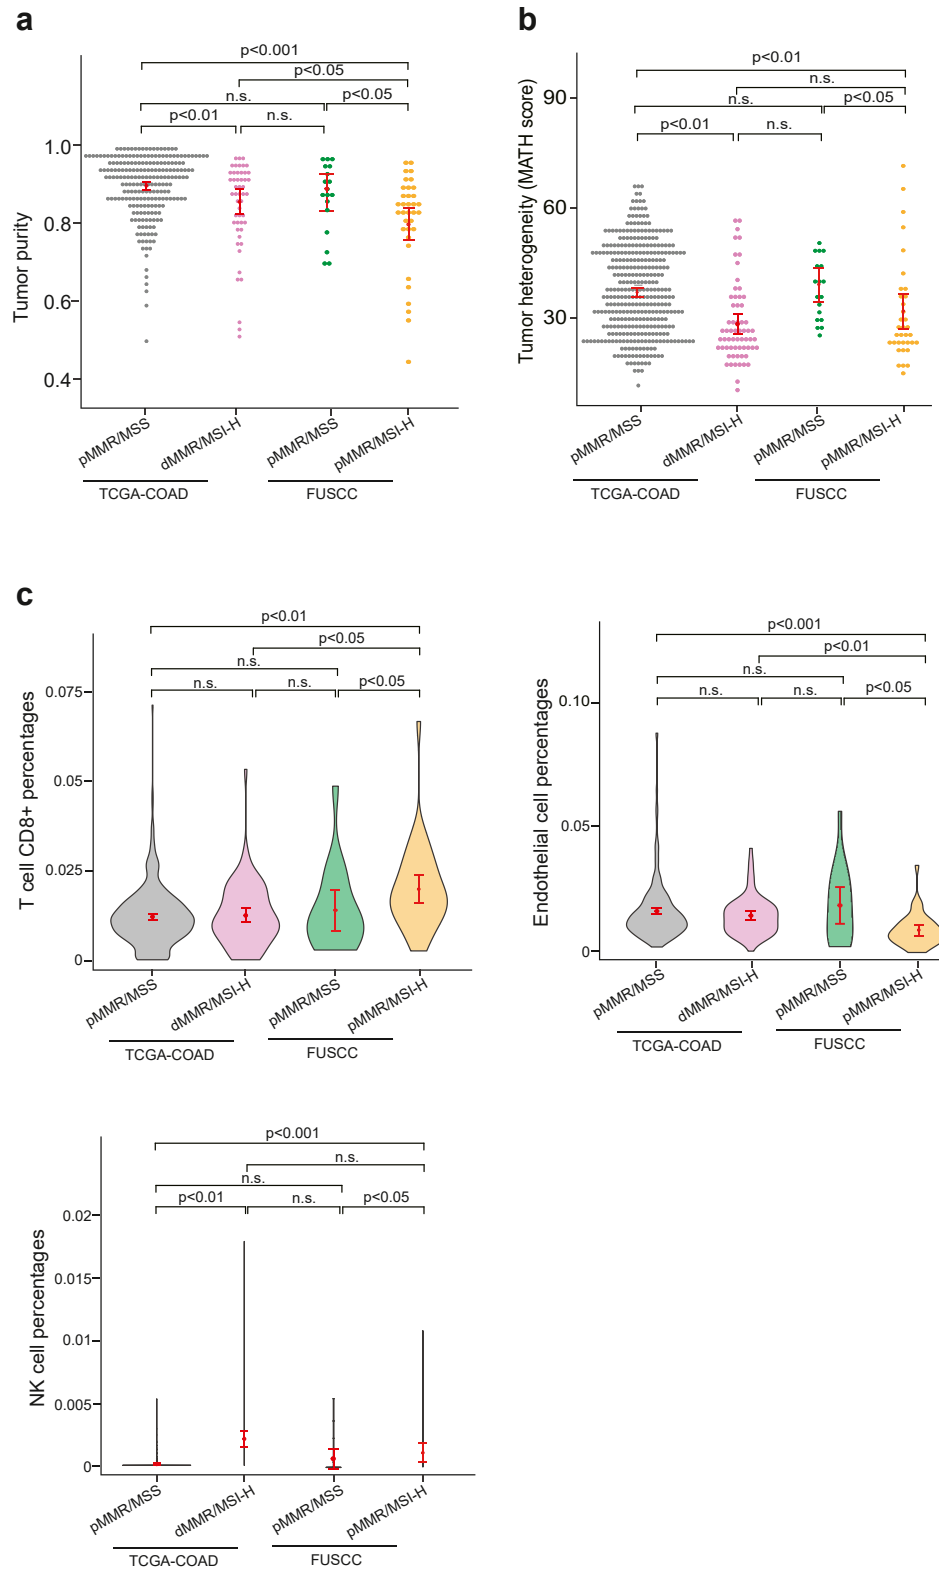 a
p<0.001
p<0.05
n.s.
p<0.05
p<0.01
n.s.
Tumor purity
1.0
0.8
0.6
0.4
pMMR/MSS
dMMR/MSI-H
pMMR/MSS
pMMR/MSI-H
TCGA-COAD
FUSCC
b
p<0.01
n.s.
n.s.
p<0.05
p<0.01
n.s.
Tumor heterogeneity (MATH score)
90
60
30
pMMR/MSS
dMMR/MSI-H
pMMR/MSS
pMMR/MSI-H
TCGA-COAD
FUSCC
c
p<0.01
p<0.05
n.s.
n.s.
n.s.
p<0.05
T cell CD8+ percentages
0.075
0.05
0.025
0
pMMR/MSS
dMMR/MSI-H
pMMR/MSS
pMMR/MSI-H
TCGA-COAD
FUSCC
p<0.001
p<0.01
n.s.
n.s.
n.s.
p<0.05
Endothelial cell percentages
0.10
0.05
0
pMMR/MSS
dMMR/MSI-H
pMMR/MSS
pMMR/MSI-H
TCGA-COAD
FUSCC
p<0.001
n.s.
n.s.
p<0.01
n.s.
p<0.05
NK cell percentages
0.02
0.015
0.01
0.005
0
pMMR/MSS
dMMR/MSI-H
pMMR/MSS
pMMR/MSI-H
TCGA-COAD
FUSCC